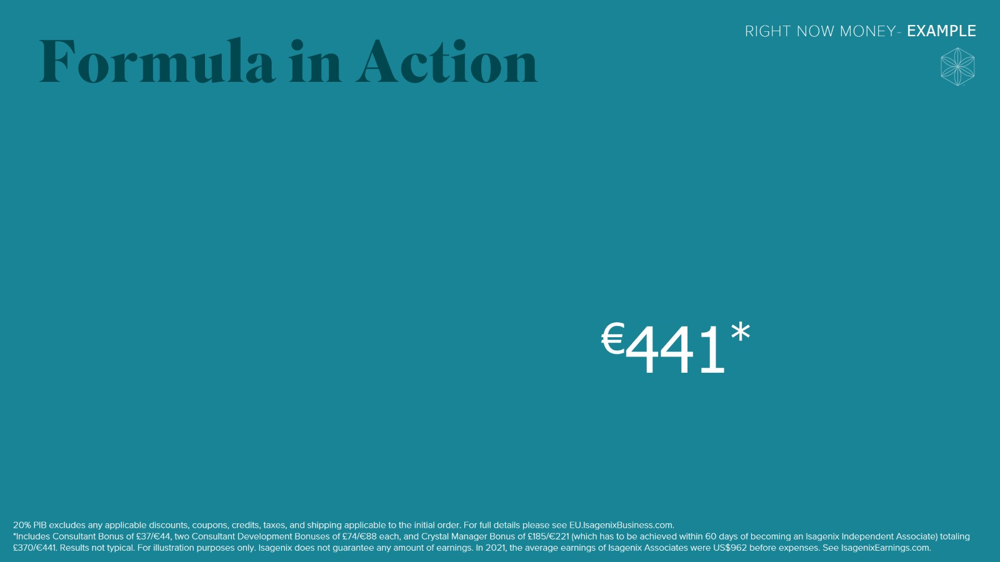 RIGHT NOW MONEY- EXAMPLE
Formula in Action
€441*
20% PIB excludes any applicable discounts, coupons, credits, taxes, and shipping applicable to the initial order. For full details please see EU.IsagenixBusiness.com.
*Includes Consultant Bonus of £37/€44, two Consultant Development Bonuses of £74/€88 each, and Crystal Manager Bonus of £185/€221 (which has to be achieved within 60 days of becoming an Isagenix Independent Associate) totaling
£370/€441. Results not typical. For illustration purposes only. Isagenix does not guarantee any amount of earnings. In 2021, the average earnings of Isagenix Associates were US$962 before expenses. See IsagenixEarnings.com.